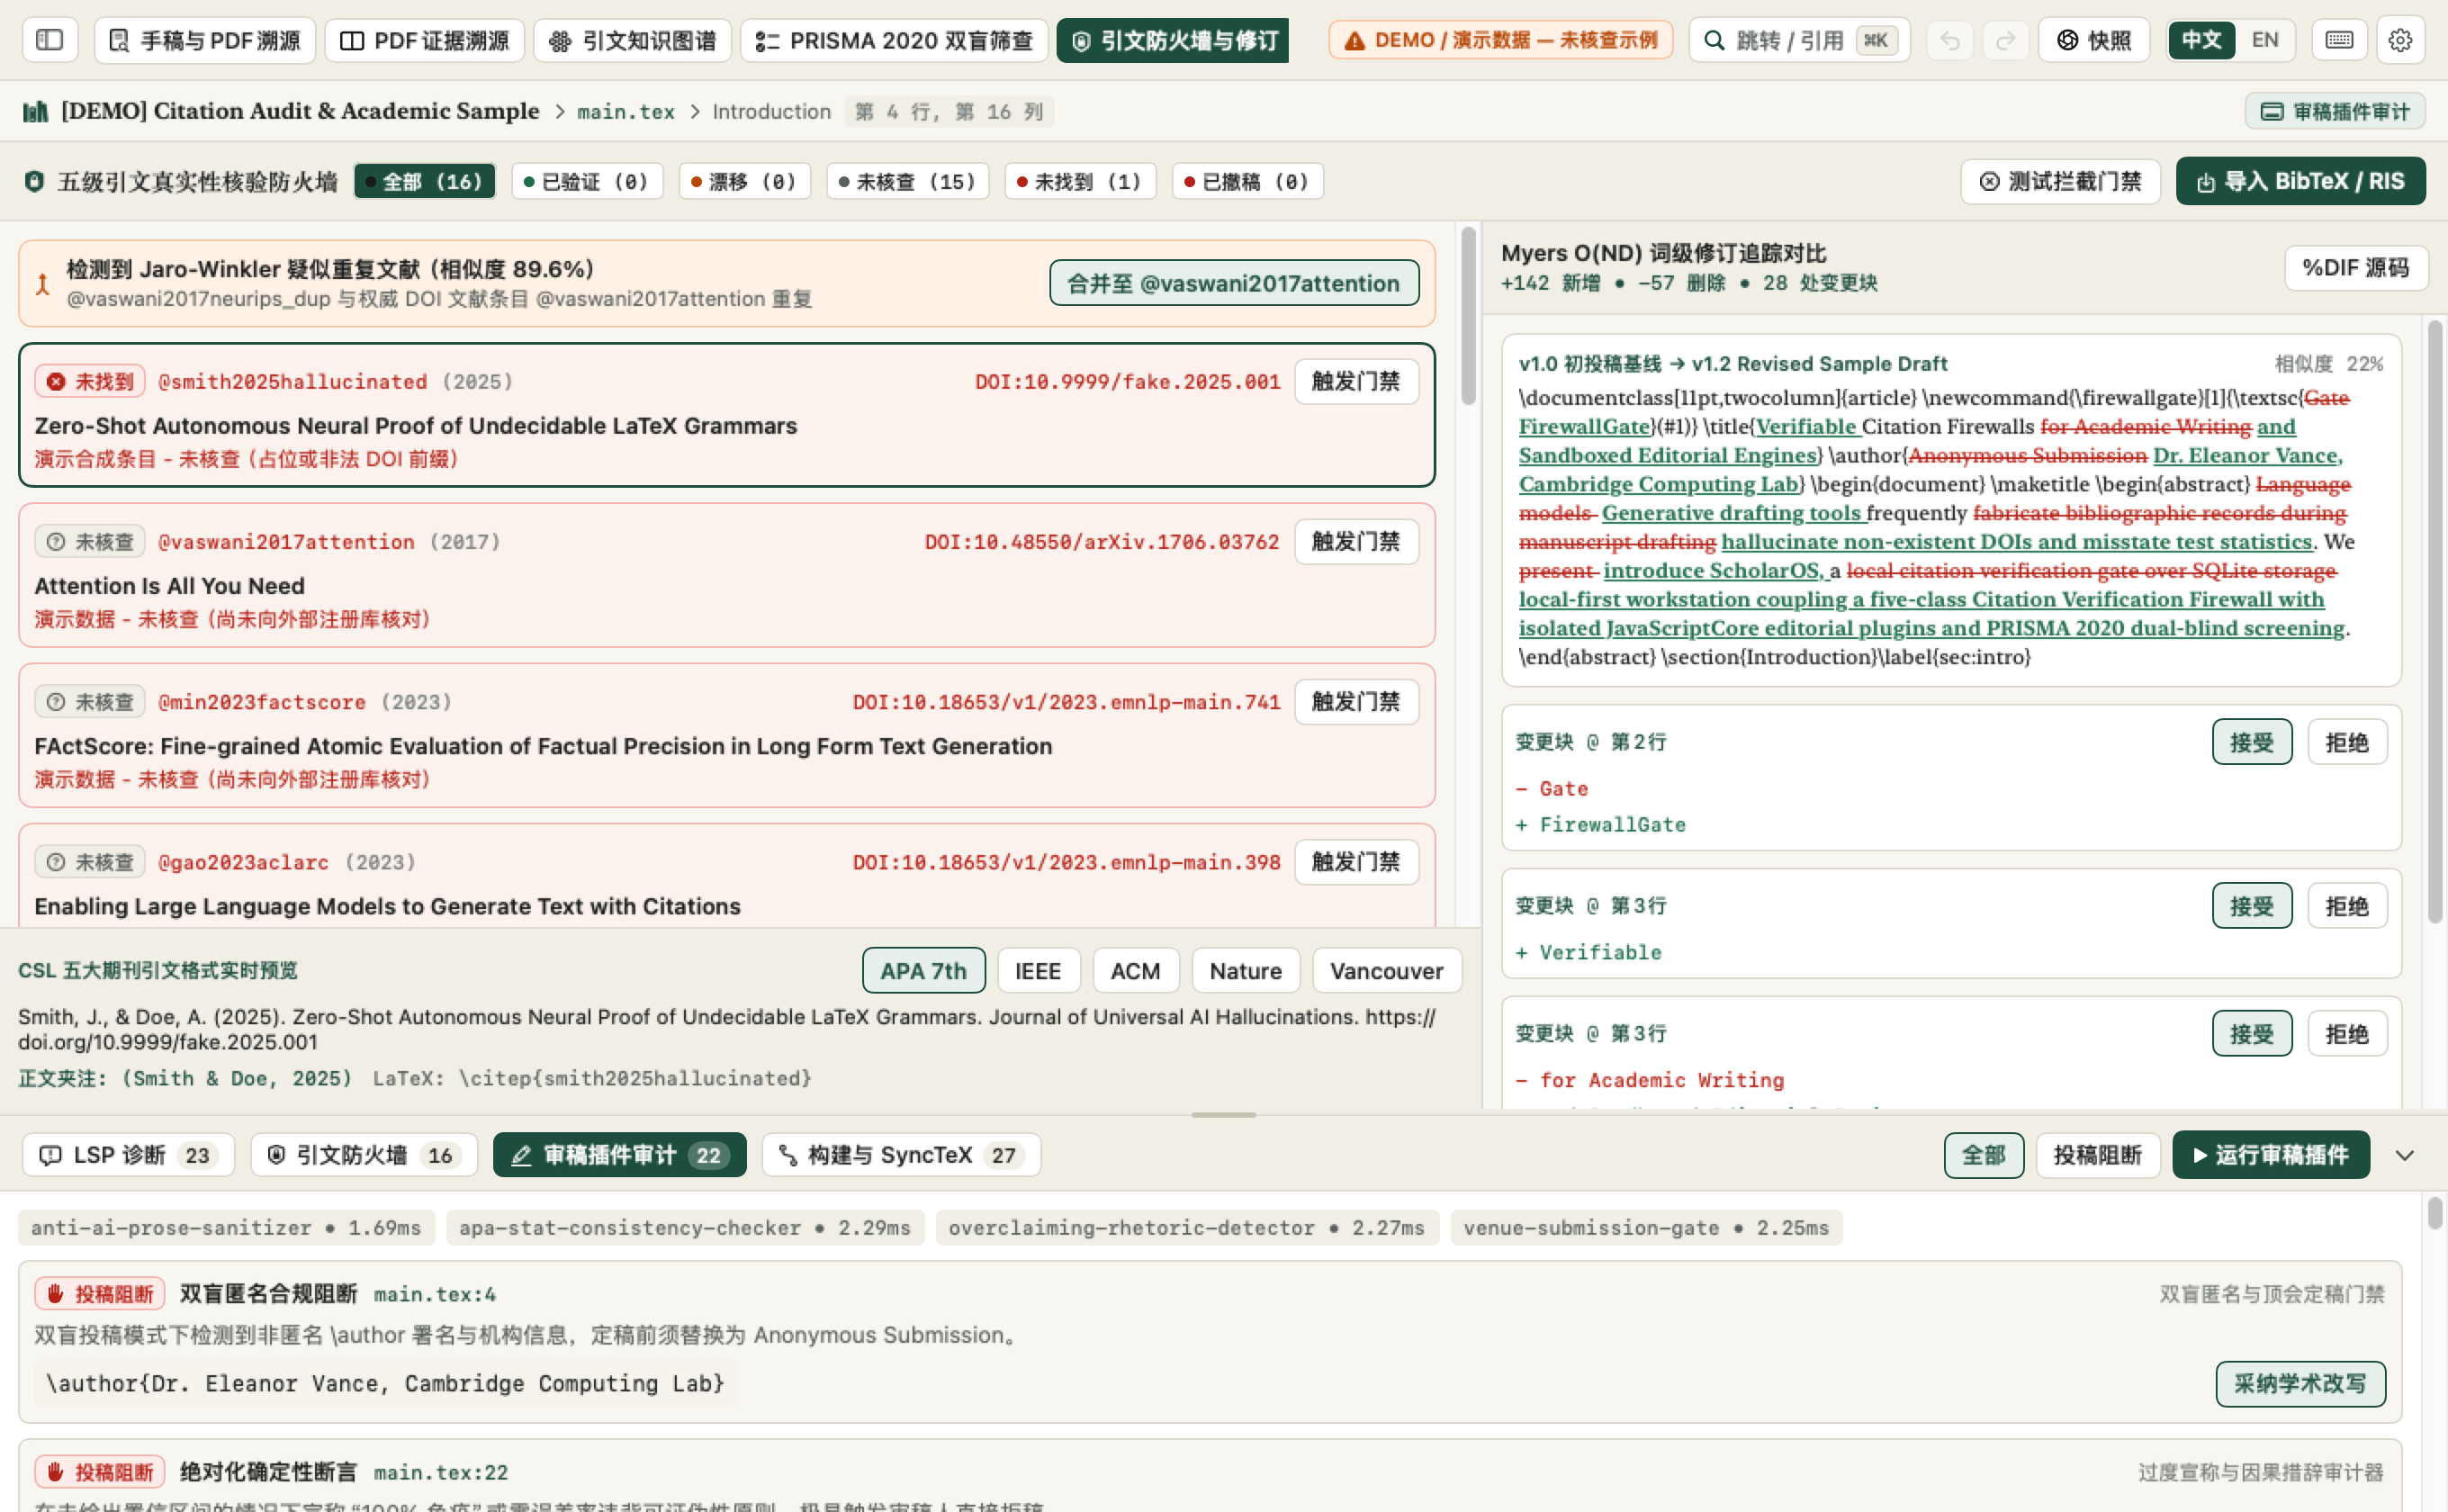 手稿与 PDF 溯源
PDF 证据溯源
引文知识图谱
PRISMA 2020 双盲筛查
引文防火墙与修订
DEMO / 演示数据 — 未核查示例
跳转 / 引用 ⌘K
快照
中文
EN
[DEMO] Citation Audit & Academic Sample > main.tex > Introduction 第 4 行, 第 16 列
审稿插件审计
五级引文真实性核验防火墙
全部 (16)
已验证 (0)
漂移 (0)
未核查 (15)
未找到 (1)
已撤稿 (0)
测试拦截门禁
导入 BibTeX / RIS
检测到 Jaro-Winkler 疑似重复文献（相似度 89.6%）
@vaswani2017neurips_dup 与权威 DOI 文献条目 @vaswani2017attention 重复
合并至 @vaswani2017attention
未找到 @smith2025hallucinated (2025) DOI:10.9999/fake.2025.001 触发门禁
Zero-Shot Autonomous Neural Proof of Undecidable LaTeX Grammars
演示合成条目 - 未核查（占位或非法 DOI 前缀）
未核查 @vaswani2017attention (2017) DOI:10.48550/arXiv.1706.03762 触发门禁
Attention Is All You Need
演示数据 - 未核查（尚未向外部注册库核对）
未核查 @min2023factscore (2023) DOI:10.18653/v1/2023.emnlp-main.741 触发门禁
FActScore: Fine-grained Atomic Evaluation of Factual Precision in Long Form Text Generation
演示数据 - 未核查（尚未向外部注册库核对）
未核查 @gao2023aclarc (2023) DOI:10.18653/v1/2023.emnlp-main.398 触发门禁
Enabling Large Language Models to Generate Text with Citations
CSL 五大期刊引文格式实时预览
APA 7th
IEEE
ACM
Nature
Vancouver
Smith, J., & Doe, A. (2025). Zero-Shot Autonomous Neural Proof of Undecidable LaTeX Grammars. Journal of Universal AI Hallucinations. https://
doi.org/10.9999/fake.2025.001
正文夹注: (Smith & Doe, 2025) LaTeX: \citep{smith2025hallucinated}
Myers O(ND) 词级修订追踪对比
+142 新增 • −57 删除 • 28 处变更块
%DIF 源码
v1.0 初投稿基线 → v1.2 Revised Sample Draft 相似度 22%
\documentclass[11pt,twocolumn]{article} \newcommand{\firewallgate}[1]{\textsc{Gate
FirewallGate}(#1)} \title{Verifiable Citation Firewalls for Academic Writing and
Sandboxed Editorial Engines} \author{Anonymous Submission Dr. Eleanor Vance,
Cambridge Computing Lab} \begin{document} \maketitle \begin{abstract} Language
models Generative drafting tools frequently fabricate bibliographic records during
manuscript drafting hallucinate non-existent DOIs and misstate test statistics. We
present introduce ScholarOS, a local citation verification gate over SQLite storage
local-first workstation coupling a five-class Citation Verification Firewall with
isolated JavaScriptCore editorial plugins and PRISMA 2020 dual-blind screening.
\end{abstract} \section{Introduction}\label{sec:intro}
变更块 @ 第2行 接受 拒绝
− Gate
+ FirewallGate
变更块 @ 第3行 接受 拒绝
+ Verifiable
变更块 @ 第3行 接受 拒绝
− for Academic Writing
LSP 诊断 23
引文防火墙 16
审稿插件审计 22
构建与 SyncTeX 27
全部
投稿阻断
运行审稿插件
anti-ai-prose-sanitizer • 1.69ms
apa-stat-consistency-checker • 2.29ms
overclaiming-rhetoric-detector • 2.27ms
venue-submission-gate • 2.25ms
投稿阻断 双盲匿名合规阻断 main.tex:4 双盲匿名与顶会定稿门禁
双盲投稿模式下检测到非匿名 \author 署名与机构信息，定稿前须替换为 Anonymous Submission。
\author{Dr. Eleanor Vance, Cambridge Computing Lab}
采纳学术改写
投稿阻断 绝对化确定性断言 main.tex:22 过度宣称与因果措辞审计器